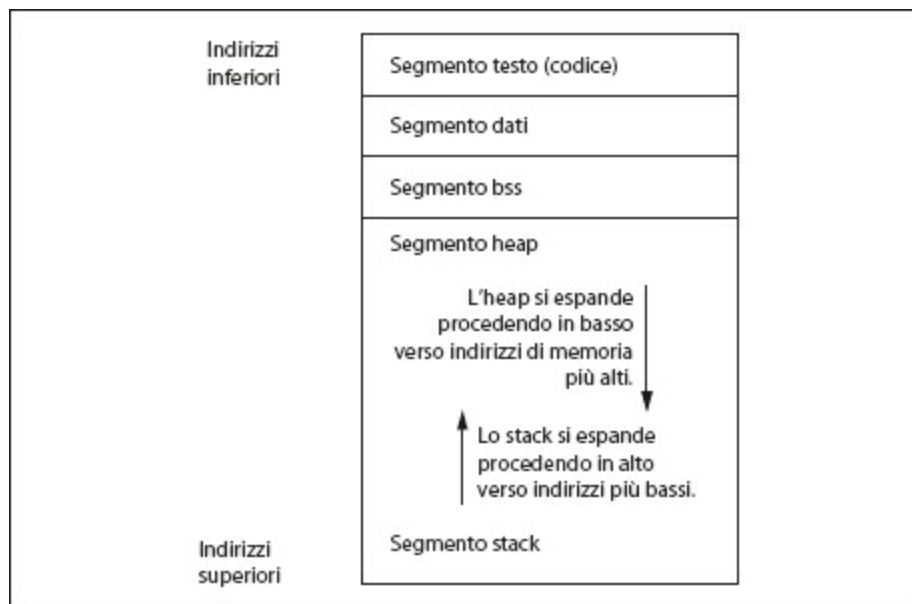 Indirizzi
inferiori
Segmento testo (codice)
Segmento dati
Segmento bss
Segmento heap
L'heap si espande
procedendo in basso
verso indirizzi di memoria
più alti.
Lo stack si espande
procedendo in alto
verso indirizzi più bassi.
Segmento stack
Indirizzi
superiori